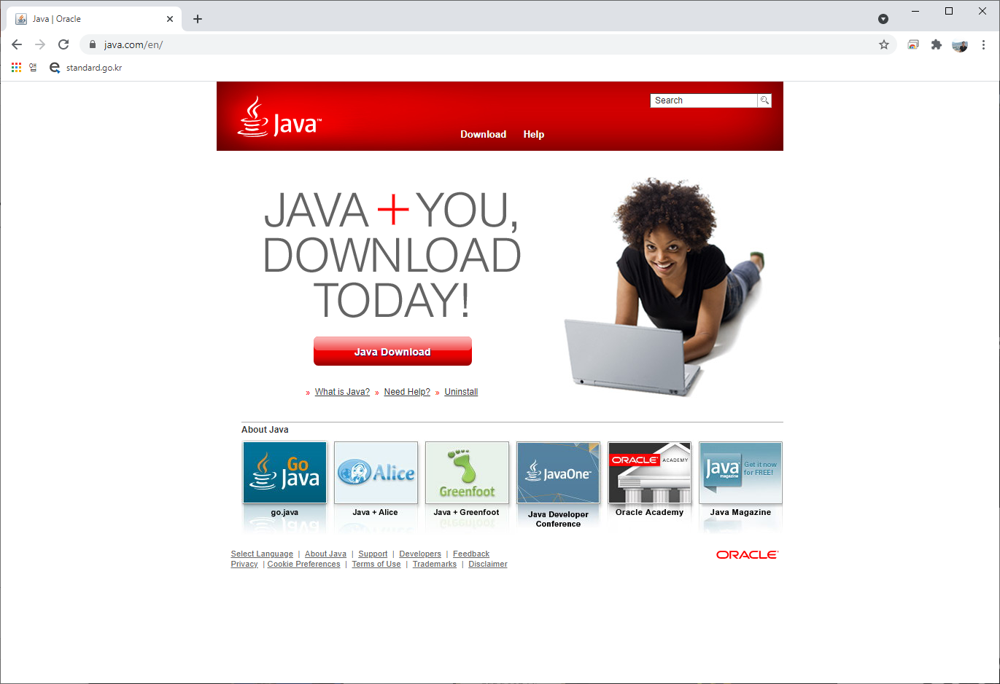 Java | Oracle
java.com/en/
앱 standard.go.kr
Search
Java™
Download Help
JAVA + YOU,
DOWNLOAD
TODAY!
Java Download
» What is Java? » Need Help? » Uninstall
About Java
Go
Java
Alice
Greenfoot
JavaOne™
ORACLE ACADEMY
Java
magazine
Get it now
for FREE!
go.java
Java + Alice
Java + Greenfoot
Java Developer
Conference
Oracle Academy
Java Magazine
Select Language | About Java | Support | Developers | Feedback
Privacy | Cookie Preferences | Terms of Use | Trademarks | Disclaimer
ORACLE